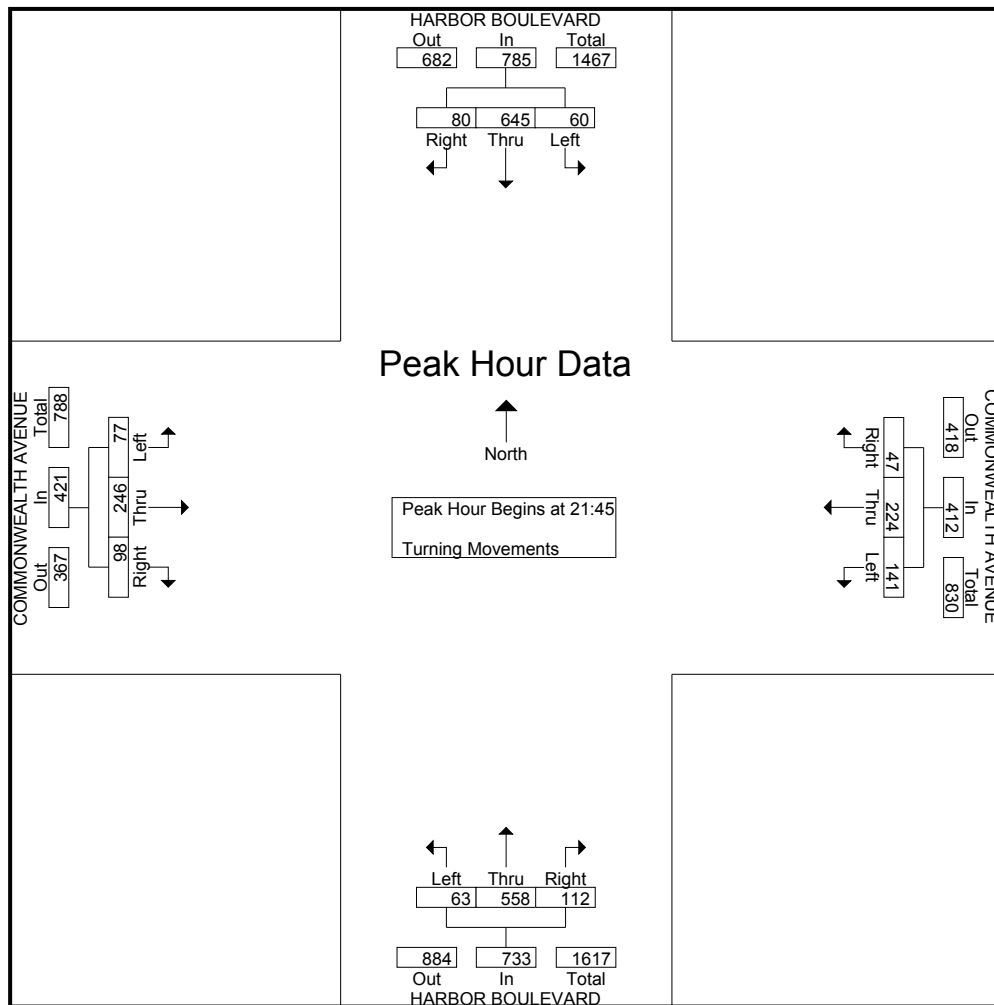 HARBOR BOULEVARD
Out In Total
682 785 1467
80 645 60
Right Thru Left
Peak Hour Data
North
Peak Hour Begins at 21:45
Turning Movements
COMMONWEALTH AVENUE
Out In Total
367 421 788
98 246 77
Right Thru Left
COMMONWEALTH AVENUE
Out In Total
418 412 830
47 224 141
Right Thru Left
Left Thru Right
63 558 112
884 733 1617
Out In Total
HARBOR BOULEVARD